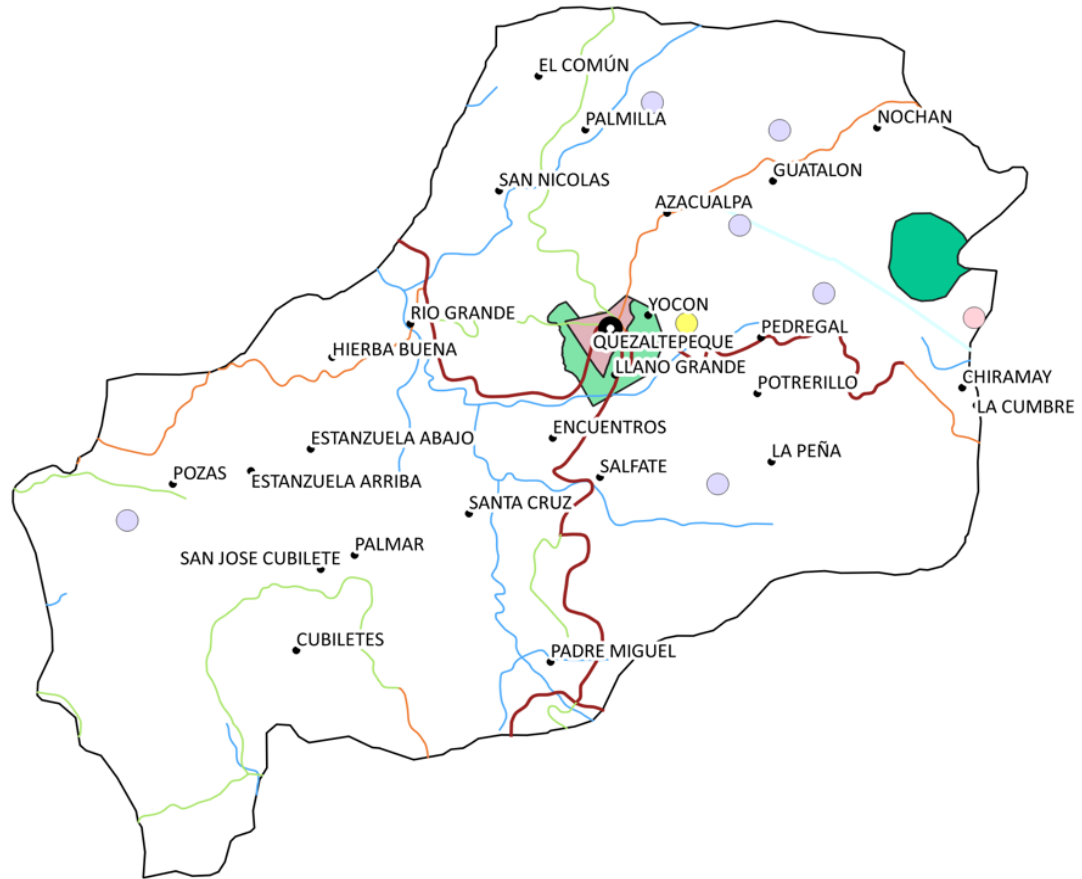 EL COMÚN
PALMILLA
NOCHAN
GUATALON
SAN NICOLAS
AZACUALPA
YOCON
RIO GRANDE
PEDREGAL
QUEZALTEPEQUE
HIERBA BUENA
LLANO GRANDE
CHIRAMAY
POTRERILLO
LA CUMBRE
ENCUENTROS
ESTANZUELA ABAJO
LA PEÑA
SALFATE
POZAS
ESTANZUELA ARRIBA
SANTA CRUZ
PALMAR
SAN JOSE CUBILETE
CUBILETES
PADRE MIGUEL